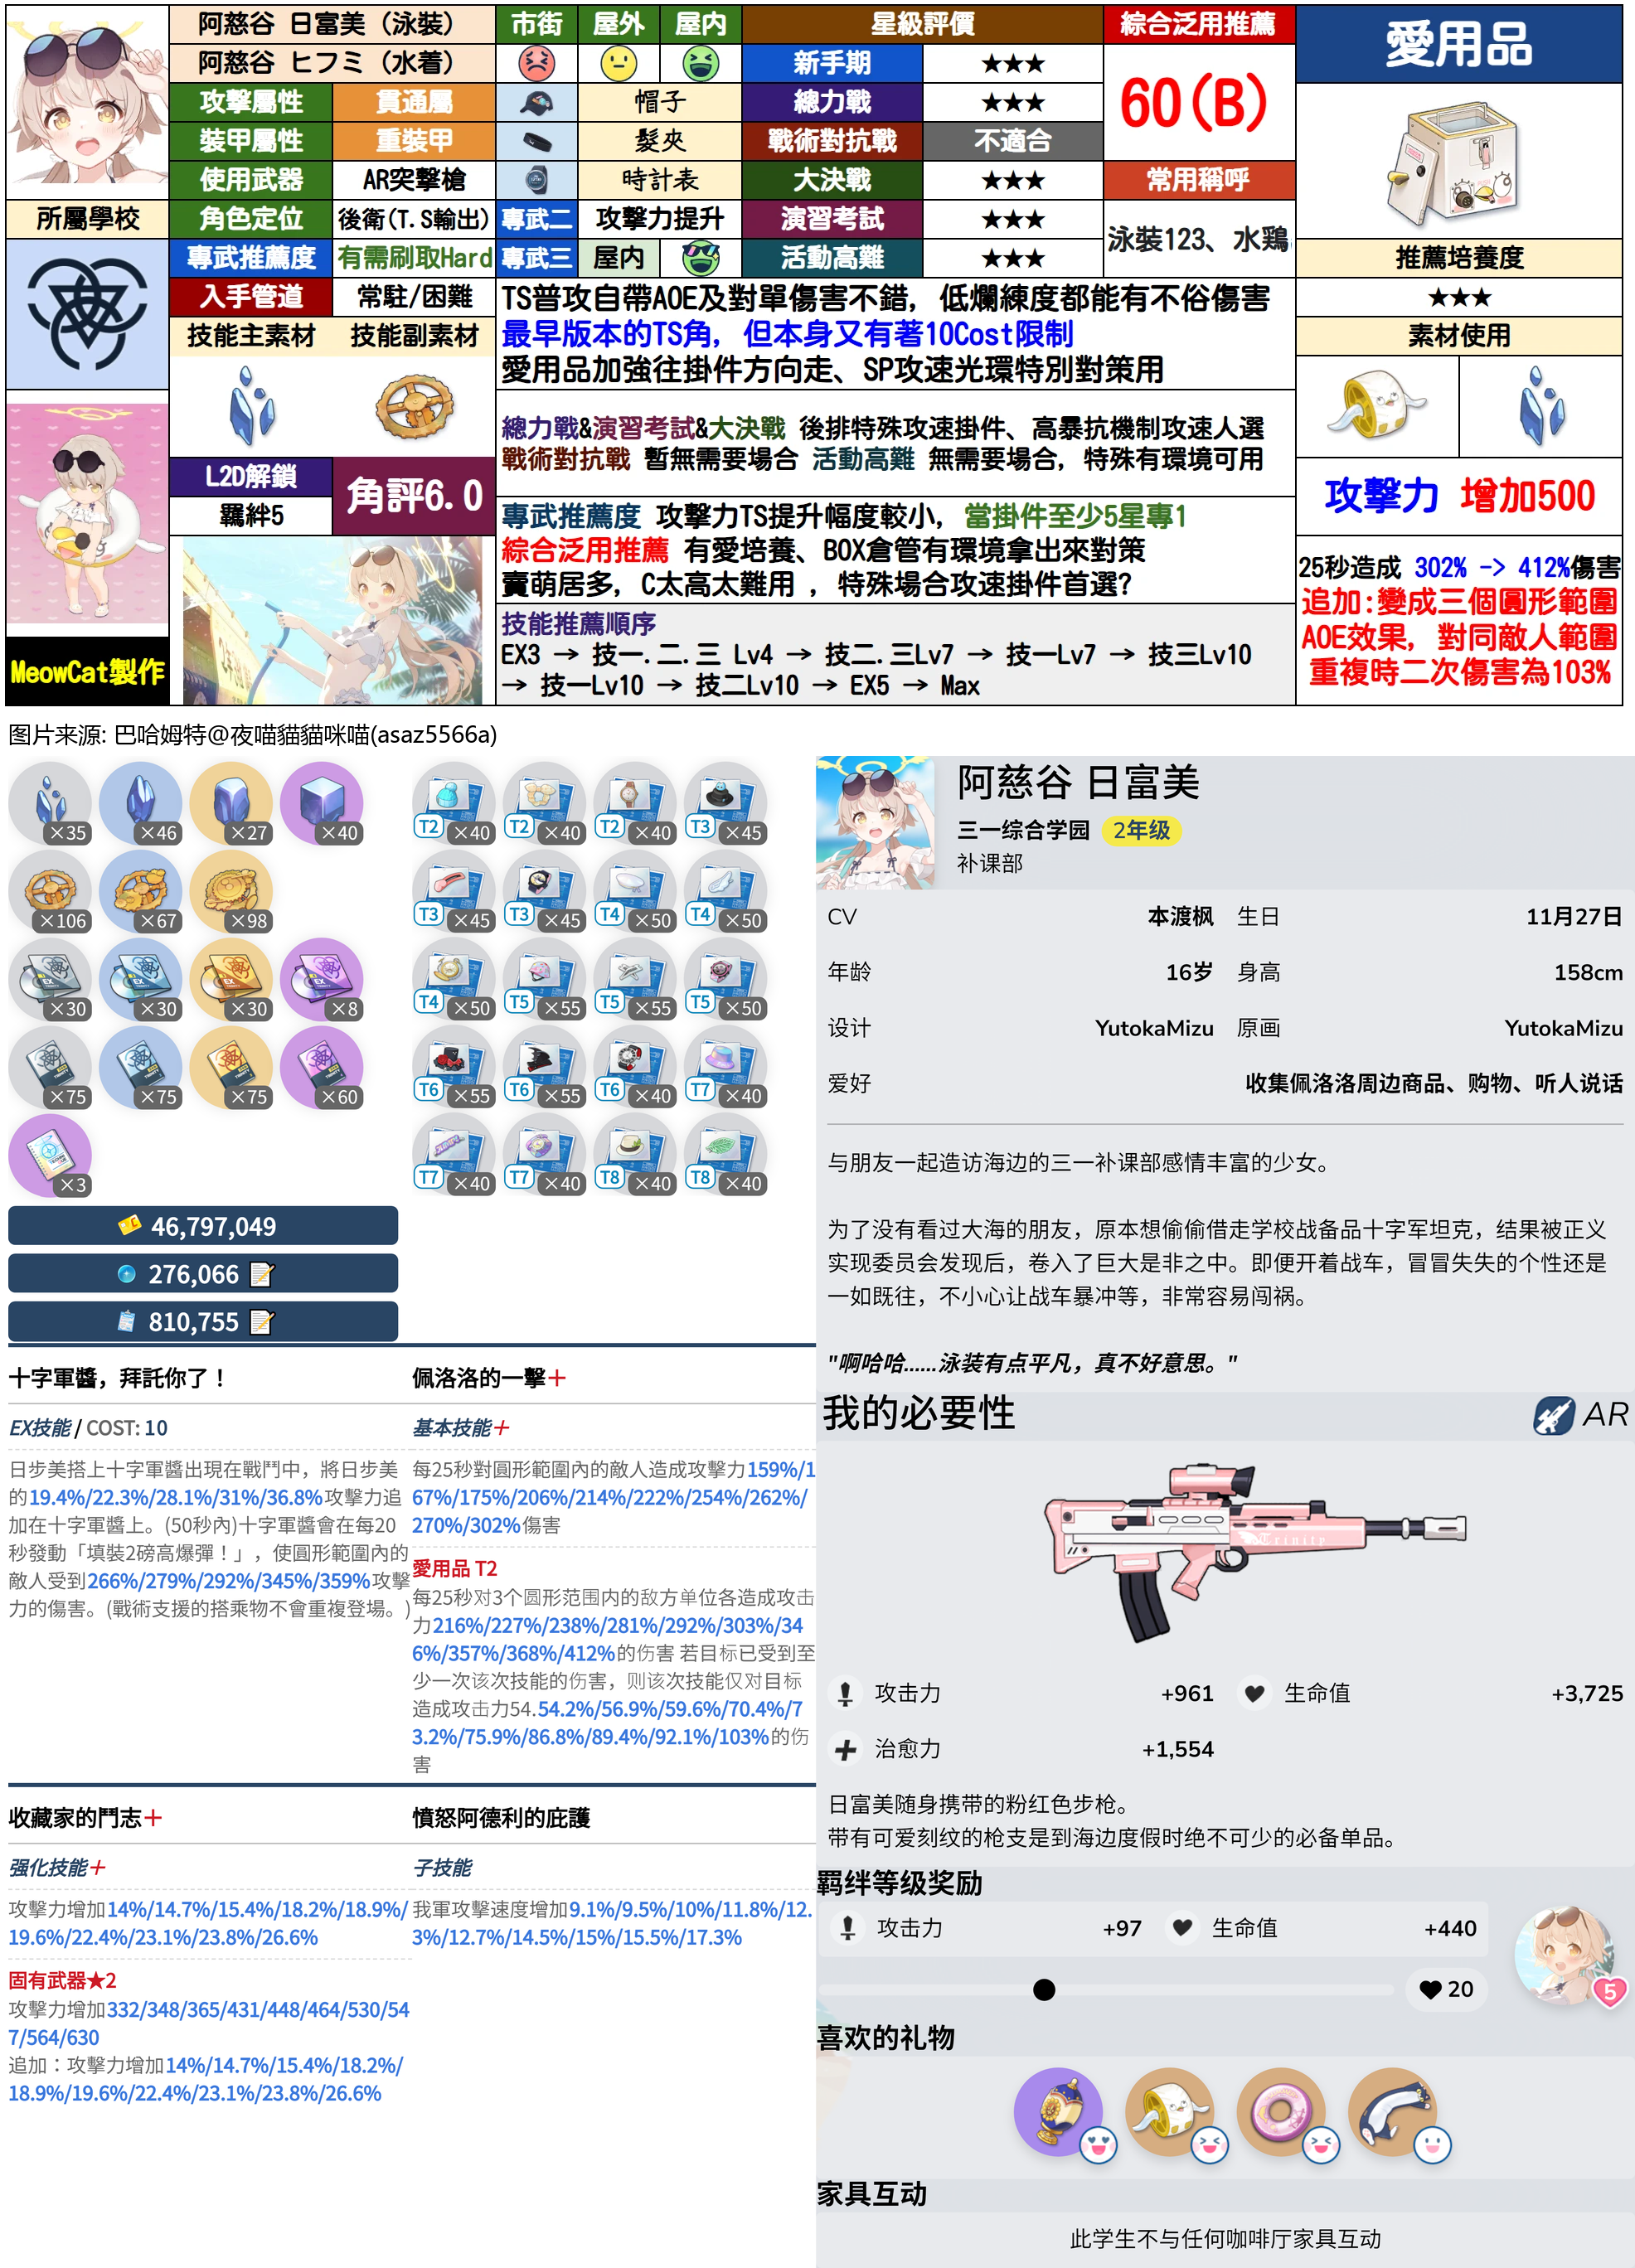 阿慈谷 日富美（泳裝） 市街 屋外 屋内 星級評價 綜合泛用推薦 愛用品
阿慈谷 ヒフミ（水着） 新手期 ★★★ 60(B)
攻擊屬性 貫通屬 帽子 總力戰 ★★★
裝甲屬性 重裝甲 髮夾 戰術對抗戰 不適合
使用武器 AR突擊槍 時計表 大決戰 ★★★ 常用稱呼
所屬學校 角色定位 後衛(T.S輸出) 專武二 攻擊力提升 演習考試 ★★★ 泳裝123、水鶏
專武推薦度 有需刷取Hard 專武三 屋内 活動高難 ★★★ 推薦培養度
入手管道 常駐/困難 ★★★
技能主素材 技能副素材 素材使用
TS普攻自帶AOE及對單傷害不錯, 低爛練度都能有不俗傷害
最早版本的TS角, 但本身又有著10Cost限制
愛用品加強往掛件方向走、SP攻速光環特別對策用
總力戰&演習考試&大決戰 後排特殊攻速掛件、高暴抗機制攻速人選
戰術對抗戰 暫無需要場合 活動高難 無需要場合, 特殊有環境可用
L2D解鎖 角評6.0
羈絆5
攻擊力 增加500
專武推薦度 攻擊力TS提升幅度較小, 當掛件至少5星專1
綜合泛用推薦 有愛培養、BOX倉管有環境拿出來對策
賣萌居多, C太高太難用 , 特殊場合攻速掛件首選?
25秒造成 302% -> 412%傷害
追加:變成三個圓形範圍
AOE效果, 對同敵人範圍
重複時二次傷害為103%
技能推薦順序
EX3 → 技一.二.三 Lv4 → 技二.三Lv7 → 技一Lv7 → 技三Lv10
→ 技一Lv10 → 技二Lv10 → EX5 → Max
MeowCat製作
图片来源: 巴哈姆特@夜喵貓貓咪喵(asaz5566a)
×35 ×46 ×27 ×40
×106 ×67 ×98
×30 ×30 ×30 ×8
×75 ×75 ×75 ×60
×3
T2 ×40 T2 ×40 T2 ×40 T3 ×45
T3 ×45 T3 ×45 T4 ×50 T4 ×50
T4 ×50 T5 ×55 T5 ×55 T5 ×50
T6 ×55 T6 ×55 T6 ×40 T7 ×40
T7 ×40 T7 ×40 T8 ×40 T8 ×40
46,797,049
276,066
810,755
十字軍醬，拜託你了！
EX技能 / COST: 10
日步美搭上十字軍醬出現在戰鬥中，將日步美
的19.4%/22.3%/28.1%/31%/36.8%攻擊力追
加在十字軍醬上。(50秒內)十字軍醬會在每20
秒發動「填裝2磅高爆彈！」，使圓形範圍內的
敵人受到266%/279%/292%/345%/359%攻擊
力的傷害。(戰術支援的搭乘物不會重複登場。)
佩洛洛的一擊+
基本技能+
每25秒對圓形範圍內的敵人造成攻擊力159%/1
67%/175%/206%/214%/222%/254%/262%/
270%/302%傷害
愛用品 T2
每25秒对3个圆形范围内的敌方单位各造成攻击
力216%/227%/238%/281%/292%/303%/34
6%/357%/368%/412%的伤害 若目标已受到至
少一次该次技能的伤害，则该次技能仅对目标
造成攻击力54.54.2%/56.9%/59.6%/70.4%/7
3.2%/75.9%/86.8%/89.4%/92.1%/103%的伤
害
收藏家的鬥志+
强化技能+
攻擊力增加14%/14.7%/15.4%/18.2%/18.9%/
19.6%/22.4%/23.1%/23.8%/26.6%
固有武器★2
攻擊力增加332/348/365/431/448/464/530/54
7/564/630
追加：攻擊力增加14%/14.7%/15.4%/18.2%/
18.9%/19.6%/22.4%/23.1%/23.8%/26.6%
憤怒阿德利的庇護
子技能
我軍攻擊速度增加9.1%/9.5%/10%/11.8%/12.
3%/12.7%/14.5%/15%/15.5%/17.3%
阿慈谷 日富美
三一综合学园 2年级
补课部
CV 本渡枫 生日 11月27日
年龄 16岁 身高 158cm
设计 YutokaMizu 原画 YutokaMizu
爱好 收集佩洛洛周边商品、购物、听人说话
与朋友一起造访海边的三一补课部感情丰富的少女。
为了没有看过大海的朋友，原本想偷偷借走学校战备品十字军坦克，结果被正义
实现委员会发现后，卷入了巨大是非之中。即便开着战车，冒冒失失的个性还是
一如既往，不小心让战车暴冲等，非常容易闯祸。
"啊哈哈......泳装有点平凡，真不好意思。"
我的必要性 AR
Trinity
攻击力 +961 生命值 +3,725
治愈力 +1,554
日富美随身携带的粉红色步枪。
带有可爱刻纹的枪支是到海边度假时绝不可少的必备单品。
羁绊等级奖励
攻击力 +97 生命值 +440
20 5
喜欢的礼物
家具互动
此学生不与任何咖啡厅家具互动